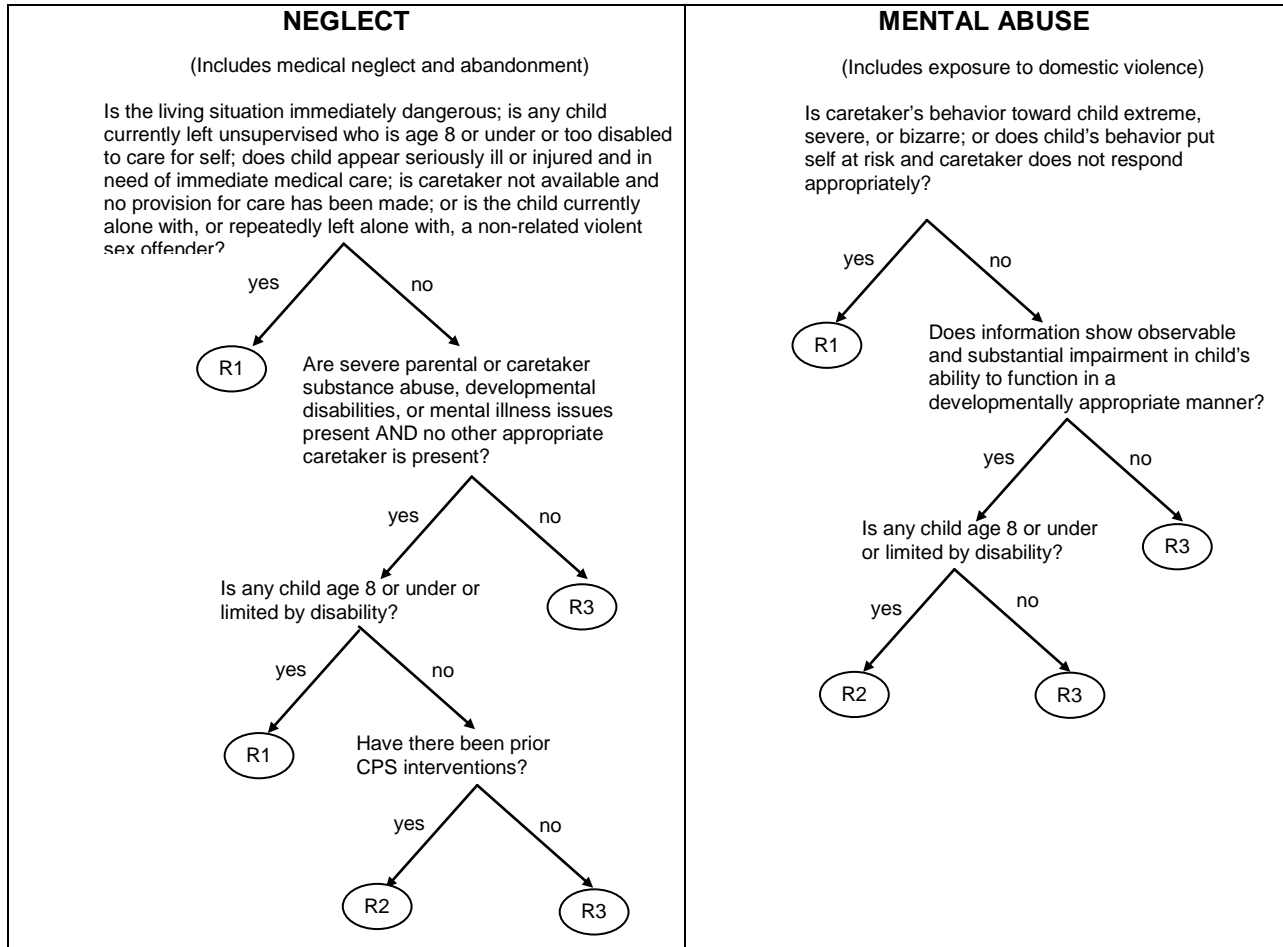 NEGLECT
(Includes medical neglect and abandonment)
Is the living situation immediately dangerous; is any child
currently left unsupervised who is age 8 or under or too disabled
to care for self; does child appear seriously ill or injured and in
need of immediate medical care; is caretaker not available and
no provision for care has been made; or is the child currently
alone with, or repeatedly left alone with, a non-related violent
sex offender?
yes
no
R1
Are severe parental or caretaker
substance abuse, developmental
disabilities, or mental illness issues
present AND no other appropriate
caretaker is present?
yes
no
Is any child age 8 or under or
limited by disability?
R3
yes
no
R1
Have there been prior
CPS interventions?
yes
no
R2
R3
MENTAL ABUSE
(Includes exposure to domestic violence)
Is caretaker’s behavior toward child extreme,
severe, or bizarre; or does child’s behavior put
self at risk and caretaker does not respond
appropriately?
yes
no
R1
Does information show observable
and substantial impairment in child’s
ability to function in a
developmentally appropriate manner?
yes
no
Is any child age 8 or under
or limited by disability?
R3
yes
no
R2
R3